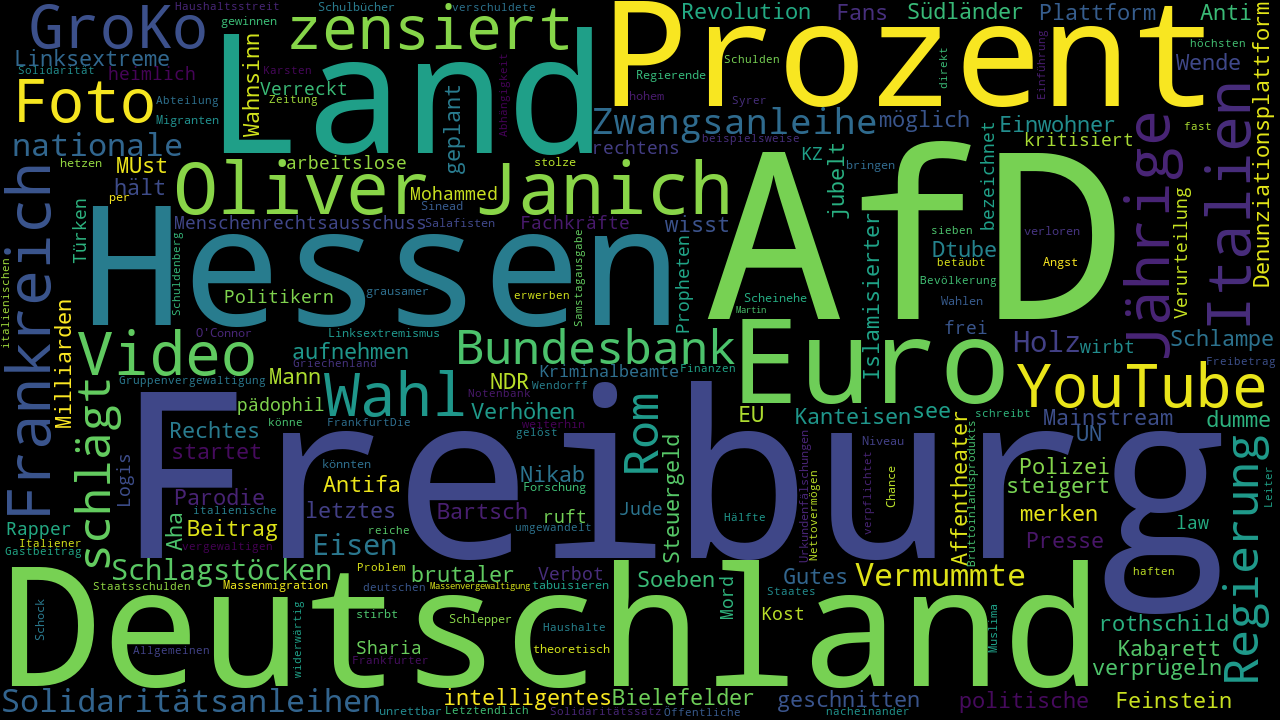 GroKo
Haushaltsstreit
Schulbücher
verschuldete
gewinnen
zensiert
Land
Prozent
Revolution
Fans
Südländer
Plattform
Anti
höchsten
Linksextreme
Solidarität
heimlich
Foto
Abteilung
Migranten
Wahnsinn
Karsten
Verreckt
Zeitung
geplant
Abhängigkeit
Regierende
Schulden
hohem
Syrer
direkt
Einführung
Wende
Denunziationsplattform
nationale
Zwangsanleihe
möglich
Einwohner
fast
rechtens
beispielsweise
kritisiert
hetzen
MUst
hält
per
arbeitslose
stolze
KZ
bringen
jubelt
bezeichnet
Jährige
Italien
Oliver Janich
Mohammed
Sinead
AfD
Frankreich
Türken
Menschenrechtsausschuss
Salafisten
Fachkräfte
wisst
Hessen
Schuldenberg
Samstagausgabe
Propheten
Islamisierter
sieben
verloren
Dtube
betäubt
Angst
Bevölkerung
Verurteilung
italienischen
Politikern
grausamer
erwerben
Scheinehe
Wahlen
Martin
Milliarden
O'Connor
Linksextremismus
Video
Bundesbank
Euro
frei
Holz
wirbt
Schlampe
aufnehmen
Griechenland
Freibetrag
Gruppenvergewaltigung
Mann
Wahl
NDR
Kriminalbeamte
Finanzen
YouTube
Wendorff
Notenbank
schlägt
pädophil
Verhöhen
EU
Kanteisen
see
schreibt
Mainstream
dumme
könne
FrankfurtDie
weiterhin
gelöst
Rom
Rechtes
UN
startet
Freiburg
Niveau
Affentheater
Bruttoinlandsprodukts
könnten
Nikab
Steuergeld
Urkundenfälschungen
Nettovermögen
verpflichtet
Chance
Polizei
Logis
Antifa
Forschung
steigert
Regierung
Leiter
Parodie
italienische
letztes
Bartsch
ruft
Jude
Hälfte
merken
law
Rapper
Aha
Beitrag
reiche
umgewandelt
Presse
Italiener
vergewaltigen
Eisen
Gastbeitrag
Schlagstöcken
Problem
brutaler
Verbot
Soeben
Mord
Gutes
Vermummte
haften
Staatsschulden
Massenmigration
deutschen
Massenvergewaltigung
tabuisieren
Staates
Deutschland
Schock
widerwärtig
stirbt
Schlepper
Haushalte
Kost
Muslima
rothschild
Allgemeinen
Sharia
theoretisch
Kabarett
Frankfurter
verprügeln
Solidaritätsanleihen
unrettbar
intelligentes
Letztendlich
Bielefelder
Solidaritätssatz
Öffentliche
geschnitten
nacheinander
politische
Feinstein